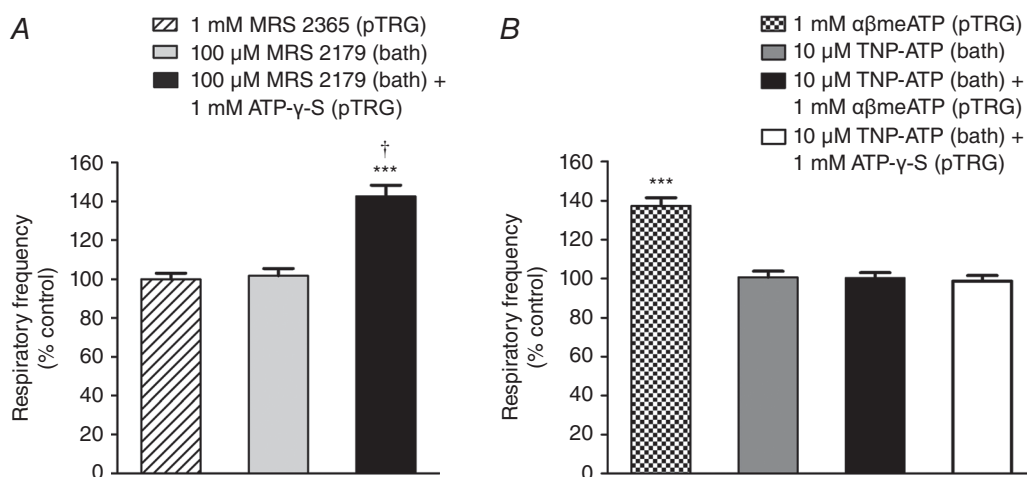 A
1 mM MRS 2365 (pTRG)
100 µM MRS 2179 (bath)
100 µM MRS 2179 (bath) +
1 mM ATP-γ-S (pTRG)
Respiratory frequency
(% control)
160
140
120
100
80
60
40
20
0
†
***
B
1 mM αβmeATP (pTRG)
10 µM TNP-ATP (bath)
10 µM TNP-ATP (bath) +
1 mM αβmeATP (pTRG)
10 µM TNP-ATP (bath) +
1 mM ATP-γ-S (pTRG)
Respiratory frequency
(% control)
160
140
120
100
80
60
40
20
0
***